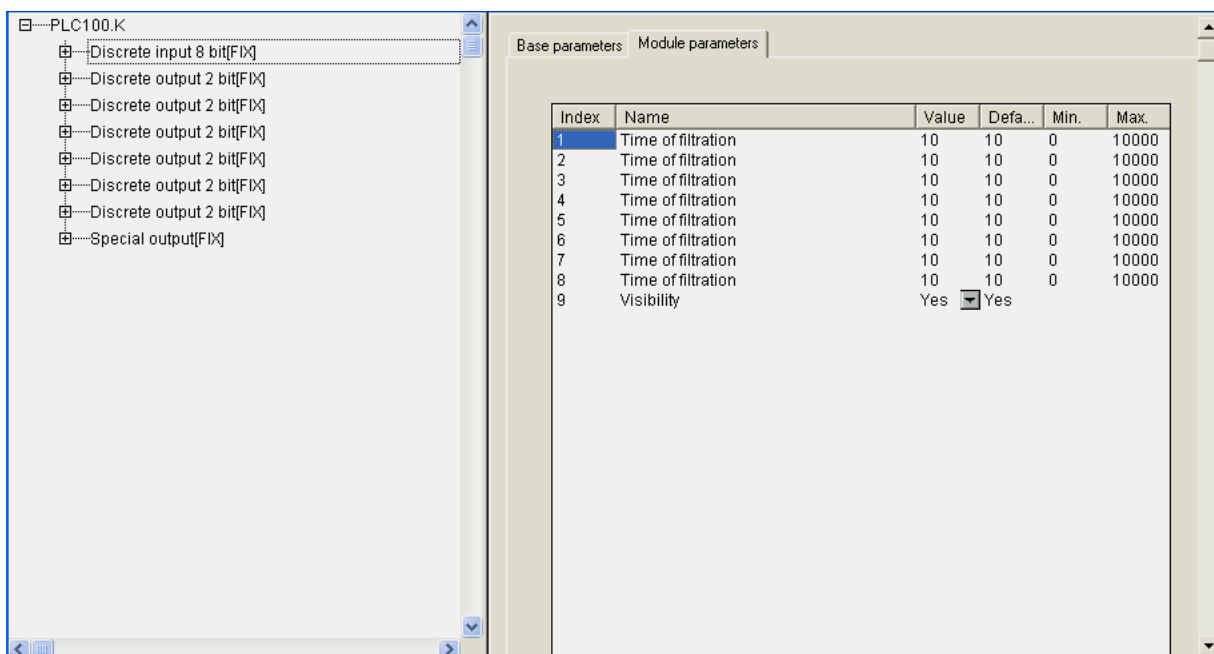 PLC100.K
Discrete input 8 bit[FIX]
Discrete output 2 bit[FIX]
Discrete output 2 bit[FIX]
Discrete output 2 bit[FIX]
Discrete output 2 bit[FIX]
Discrete output 2 bit[FIX]
Discrete output 2 bit[FIX]
Special output[FIX]
Base parameters Module parameters
Index Name Value Defa... Min. Max.
1 Time of filtration 10 10 0 10000
2 Time of filtration 10 10 0 10000
3 Time of filtration 10 10 0 10000
4 Time of filtration 10 10 0 10000
5 Time of filtration 10 10 0 10000
6 Time of filtration 10 10 0 10000
7 Time of filtration 10 10 0 10000
8 Time of filtration 10 10 0 10000
9 Visibility Yes Yes